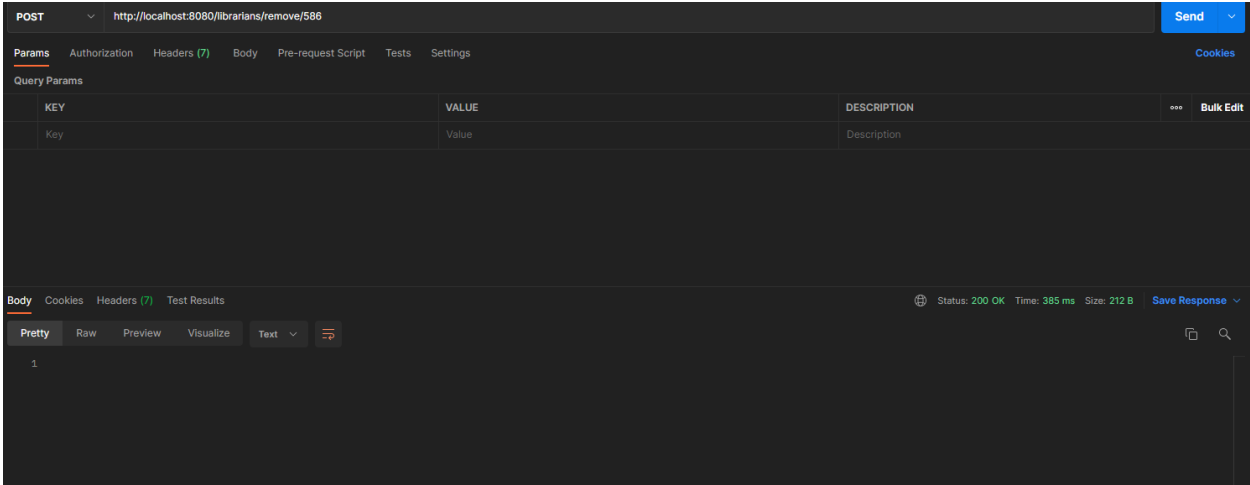 POST http://localhost:8080/librarians/remove/586 Send
Params Authorization Headers (7) Body Pre-request Script Tests Settings Cookies
Query Params
KEY VALUE DESCRIPTION ooo Bulk Edit
Key Value Description
Body Cookies Headers (7) Test Results Status: 200 OK Time: 385 ms Size: 212 B Save Response
Pretty Raw Preview Visualize Text
1